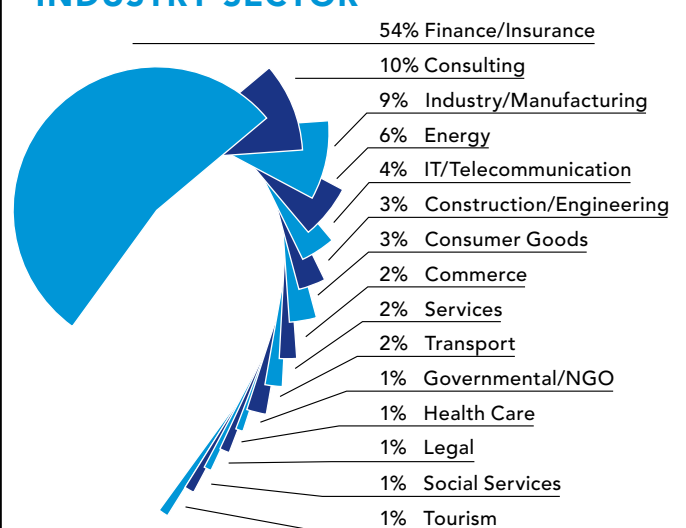 INDUSTRY SECTOR
54% Finance/Insurance
10% Consulting
9% Industry/Manufacturing
6% Energy
4% IT/Telecommunication
3% Construction/Engineering
3% Consumer Goods
2% Commerce
2% Services
2% Transport
1% Governmental/NGO
1% Health Care
1% Legal
1% Social Services
1% Tourism